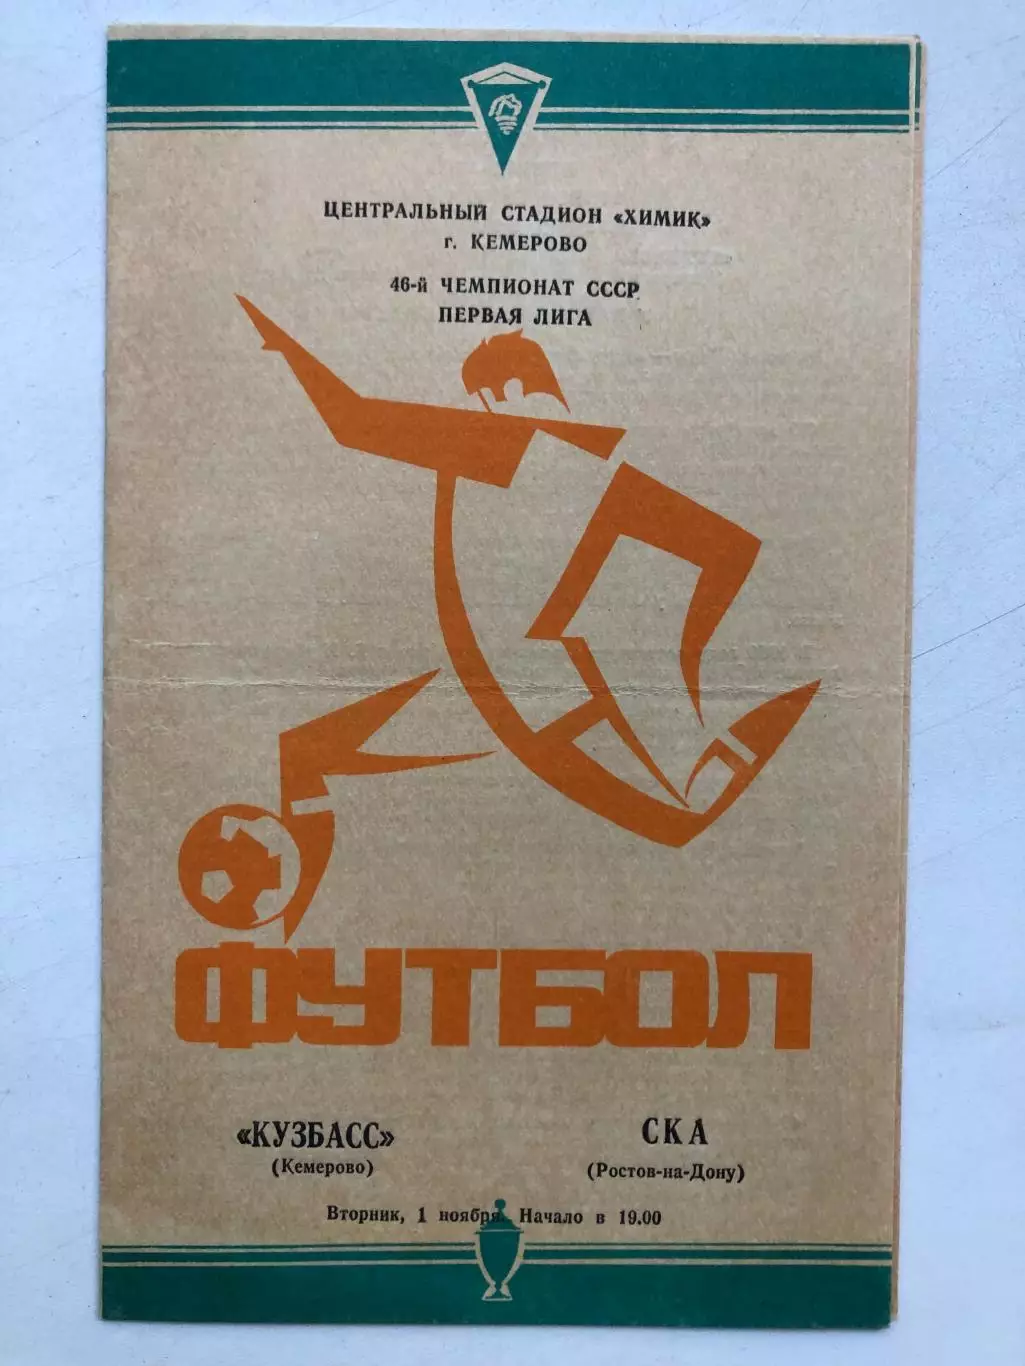 ЦЕНТРАЛЬНЫЙ СТАДИОН «ХИМИК»
г. КЕМЕРОВО
46-й ЧЕМПИОНАТ СССР
ПЕРВАЯ ЛИГА
ФУТБОЛ
«КУЗБАСС» СКА
(Кемерово) (Ростов-на-Дону)
Вторник, 1 ноября. Начало в 19.00